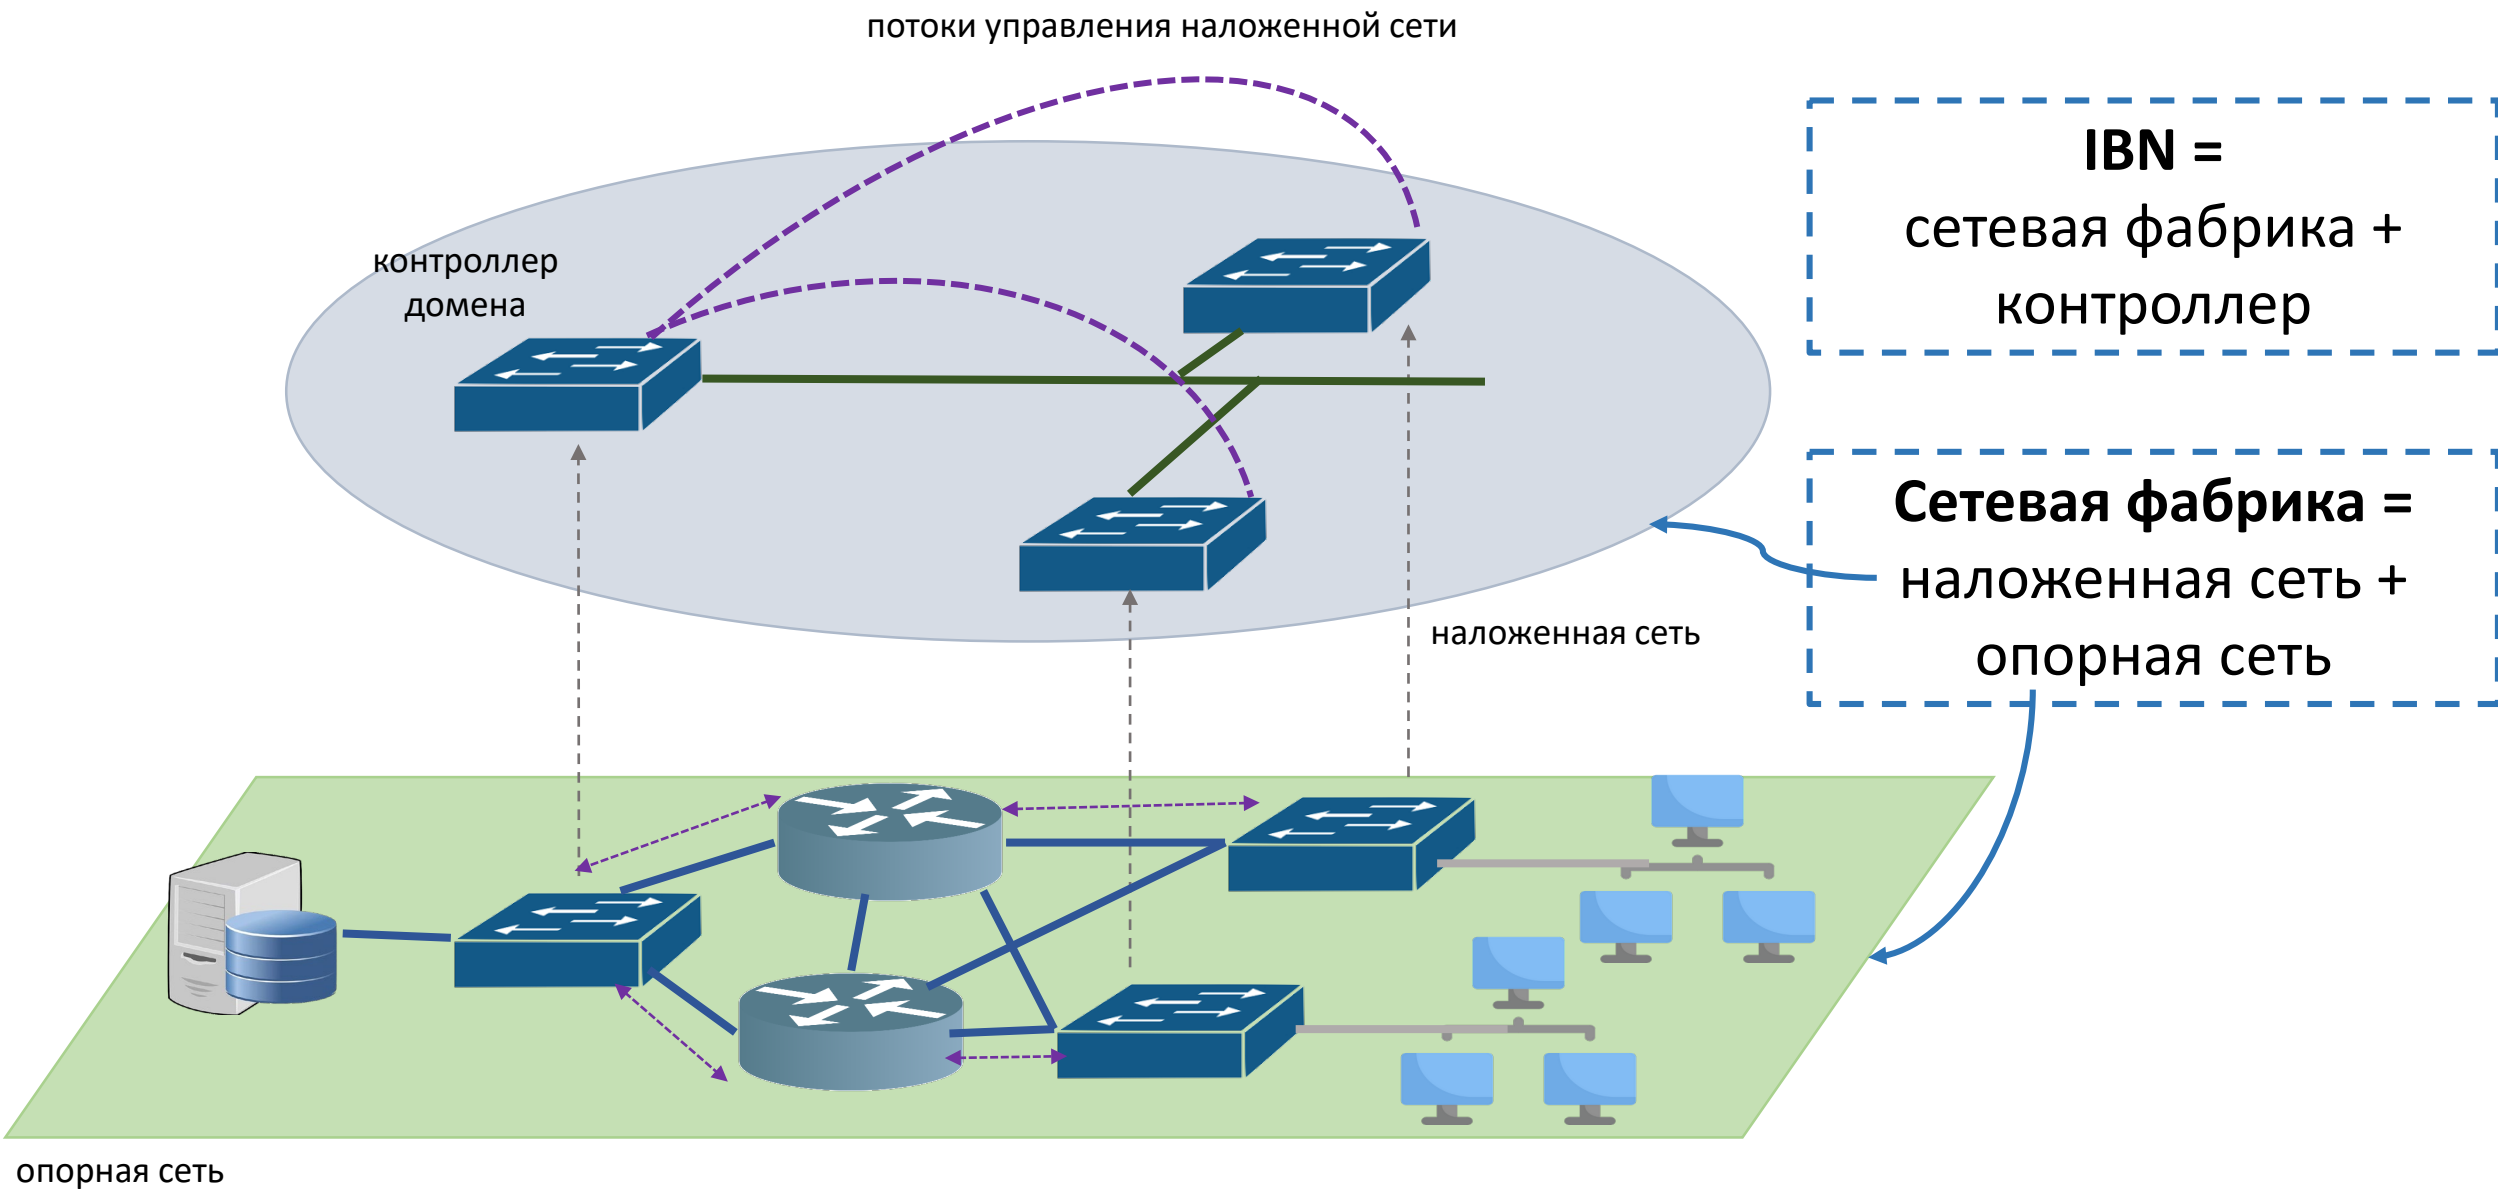 потоки управления наложенной сети
IBN =
сетевая фабрика +
контроллер
контроллер
домена
Сетевая фабрика =
наложенная сеть +
опорная сеть
наложенная сеть
опорная сеть